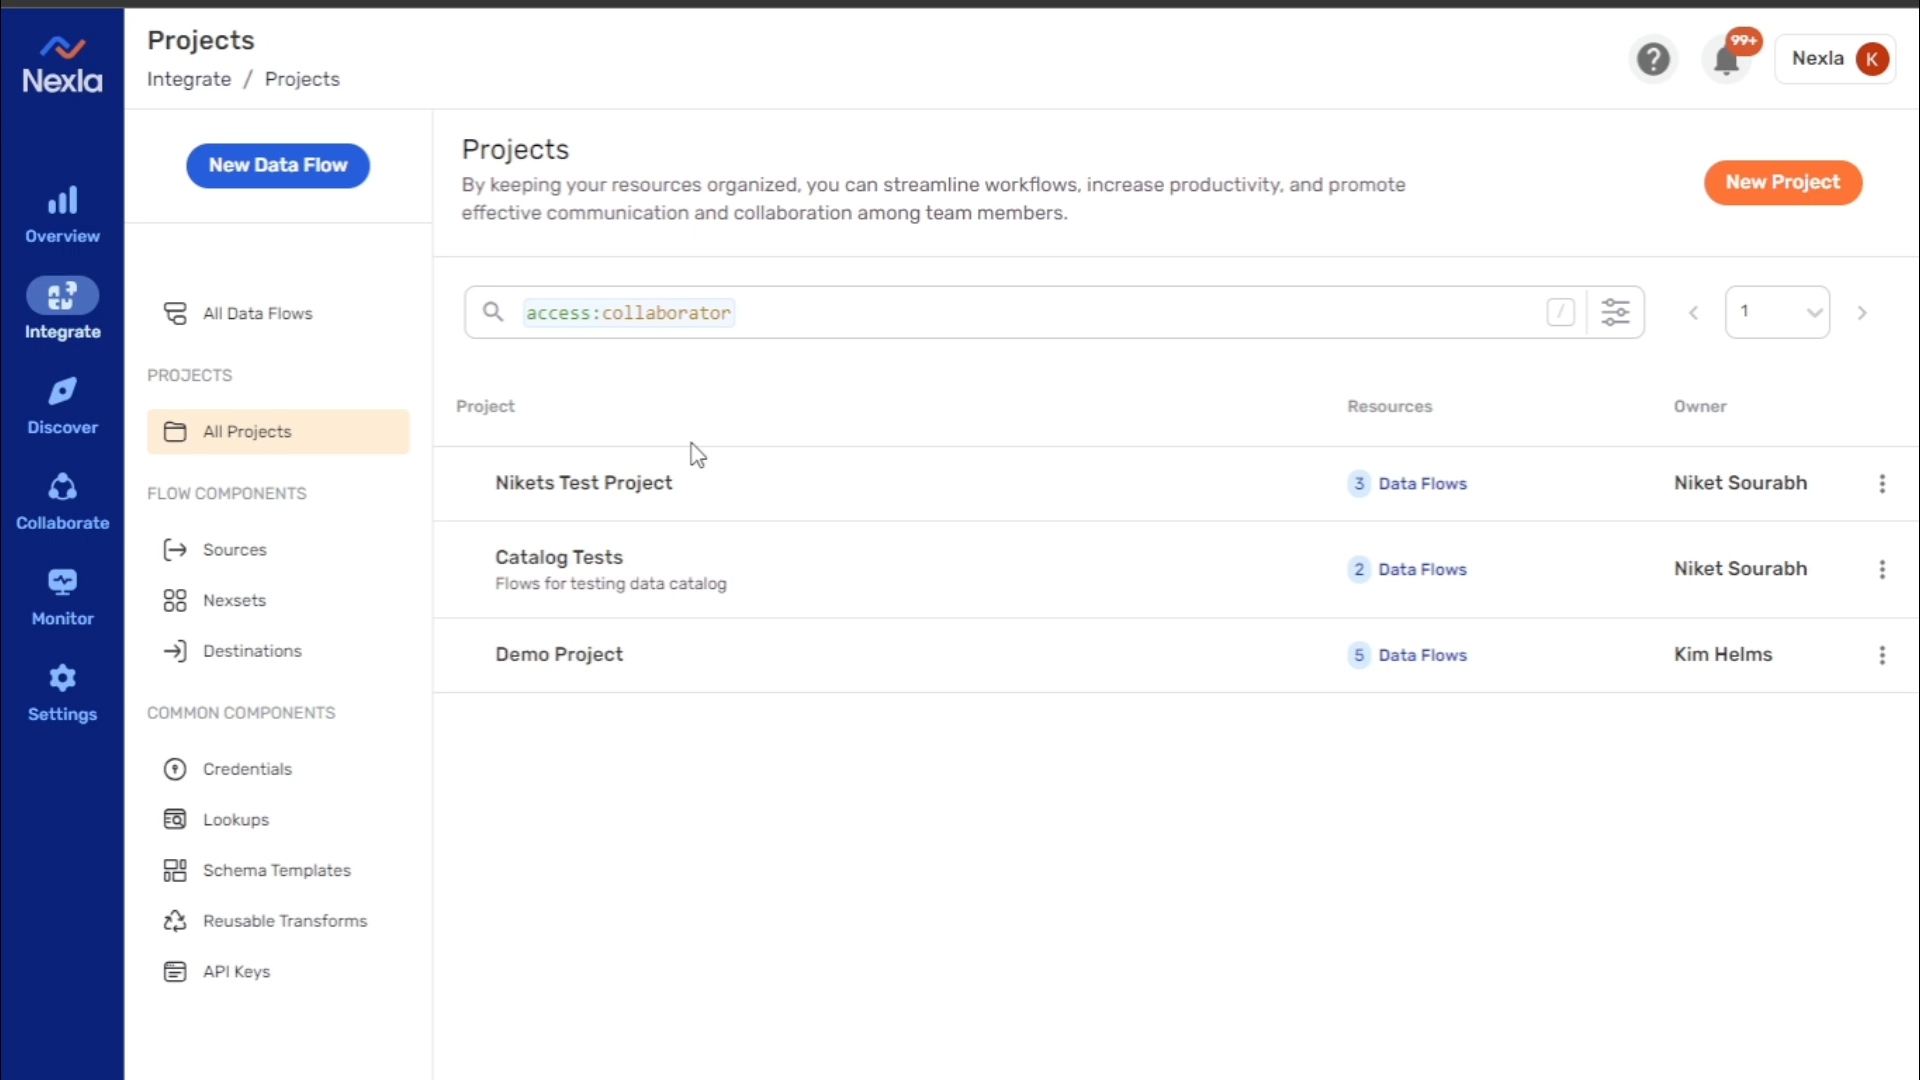 Nexla
Overview
Integrate
Discover
Collaborate
Monitor
Settings
Projects
Integrate / Projects
99+
Nexla K
New Data Flow
All Data Flows
PROJECTS
All Projects
FLOW COMPONENTS
Sources
Nexsets
Destinations
COMMON COMPONENTS
Credentials
Lookups
Schema Templates
Reusable Transforms
API Keys
Projects
By keeping your resources organized, you can streamline workflows, increase productivity, and promote
effective communication and collaboration among team members.
New Project
access:collaborator /
1
Project Resources Owner
Nikets Test Project 3 Data Flows Niket Sourabh
Catalog Tests 2 Data Flows Niket Sourabh
Flows for testing data catalog
Demo Project 5 Data Flows Kim Helms